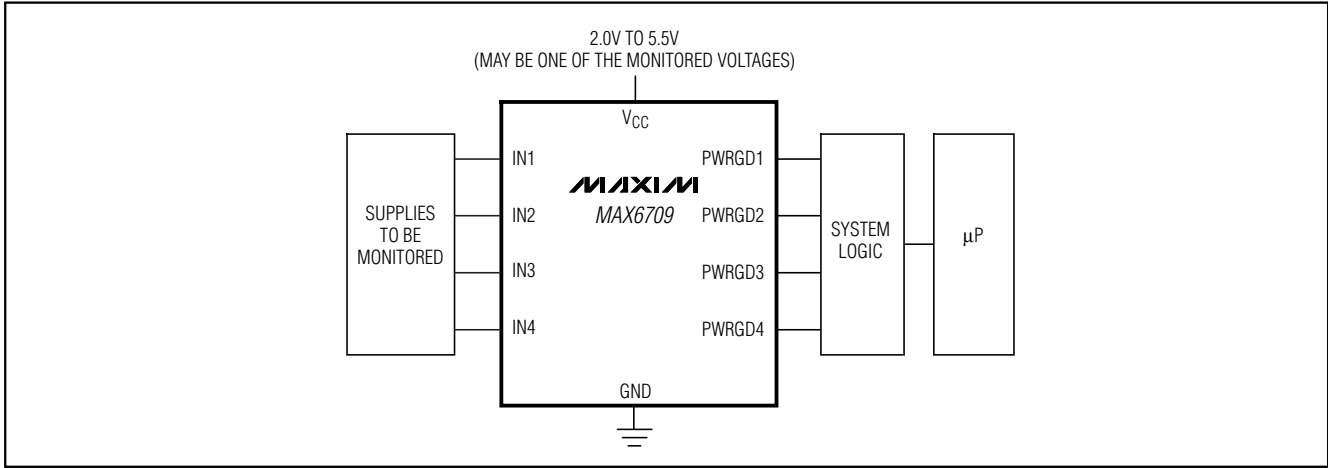 2.0V TO 5.5V
(MAY BE ONE OF THE MONITORED VOLTAGES)
VCC
SUPPLIES
TO BE
MONITORED
IN1
IN2
IN3
IN4
MAXIM
MAX6709
PWRGD1
PWRGD2
PWRGD3
PWRGD4
GND
SYSTEM
LOGIC
µP